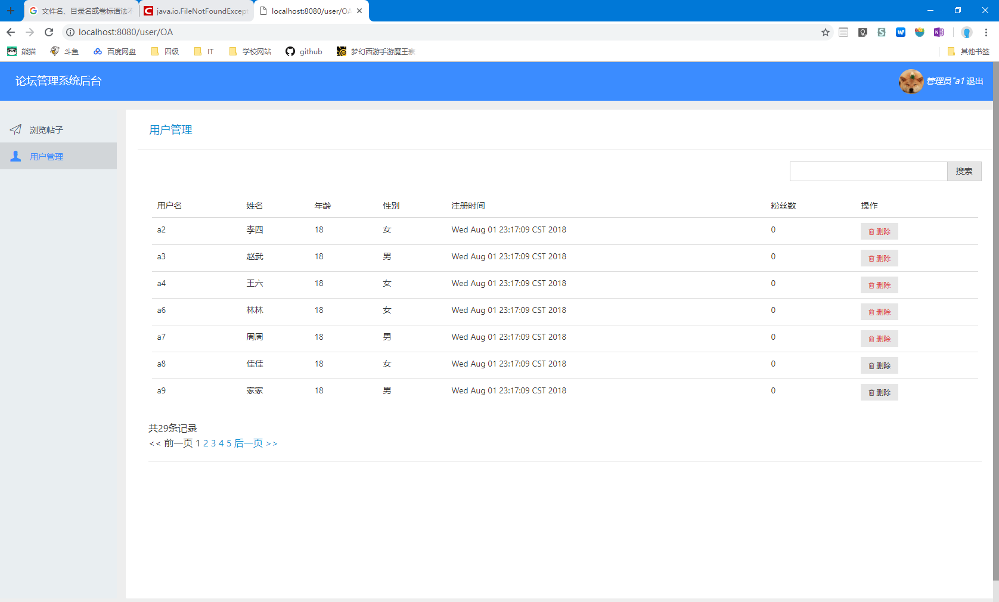 文件名、目录名或卷标语法不
java.io.FileNotFoundExcept
localhost:8080/user/OA
localhost:8080/user/OA
熊猫 斗鱼 百度网盘 四级 IT 学校网站 github 梦幻西游手游魔王寨 其他书签
论坛管理系统后台
管理员"a1 退出
浏览帖子
用户管理
用户管理
搜索
用户名 姓名 年龄 性别 注册时间 粉丝数 操作
a2 李四 18 女 Wed Aug 01 23:17:09 CST 2018 0 删除
a3 赵武 18 男 Wed Aug 01 23:17:09 CST 2018 0 删除
a4 王六 18 女 Wed Aug 01 23:17:09 CST 2018 0 删除
a6 林林 18 女 Wed Aug 01 23:17:09 CST 2018 0 删除
a7 周周 18 男 Wed Aug 01 23:17:09 CST 2018 0 删除
a8 佳佳 18 女 Wed Aug 01 23:17:09 CST 2018 0 删除
a9 家家 18 男 Wed Aug 01 23:17:09 CST 2018 0 删除
共29条记录
<< 前一页 1 2 3 4 5 后一页 >>